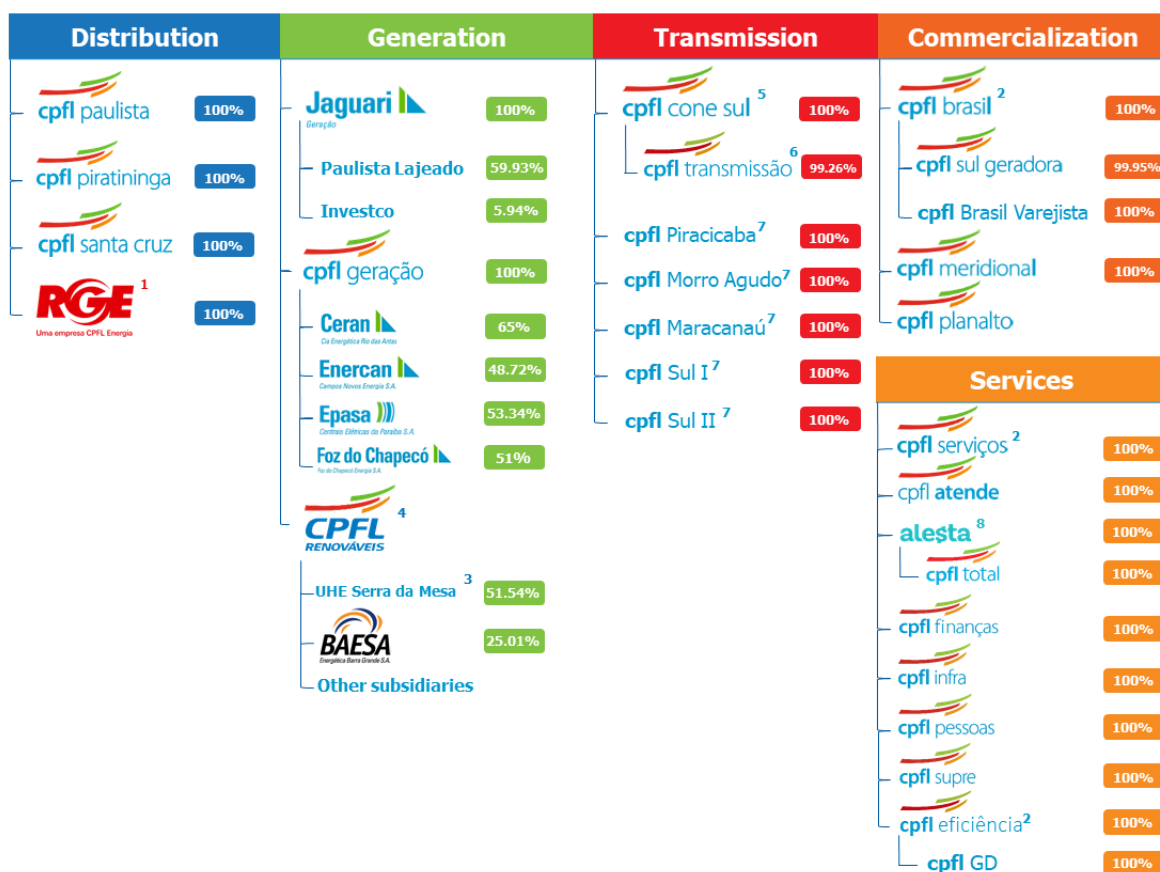 Distribution
cpfl paulista 100%
cpfl piratininga 100%
cpfl santa cruz 100%
RGE 1
Uma empresa CPFL Energia
100%
Generation
Jaguari
Geração
100%
Paulista Lajeado 59.93%
Investco 5.94%
cpfl geração 100%
Ceran
Cia Energética Rio das Antas
65%
Enercan
Campos Novos Energia S.A.
48.72%
Epasa
Centrais Elétricas da Paraíba S.A.
53.34%
Foz do Chapecó
Foz do Chapecó Energia S.A.
51%
CPFL 4
RENOVÁVEIS
UHE Serra da Mesa 3 51.54%
BAESA
Energética Barra Grande S.A.
25.01%
Other subsidiaries
Transmission
cpfl cone sul 5 100%
cpfl transmissão 6 99.26%
cpfl Piracicaba 7 100%
cpfl Morro Agudo 7 100%
cpfl Maracanaú 7 100%
cpfl Sul I 7 100%
cpfl Sul II 7 100%
Commercialization
cpfl brasil 2 100%
cpfl sul geradora 99.95%
cpfl Brasil Varejista 100%
cpfl meridional 100%
cpfl planalto
Services
cpfl serviços 2 100%
cpfl atende 100%
alesta 8 100%
cpfl total 100%
cpfl finanças 100%
cpfl infra 100%
cpfl pessoas 100%
cpfl supre 100%
cpfl eficiência 2 100%
cpfl GD 100%